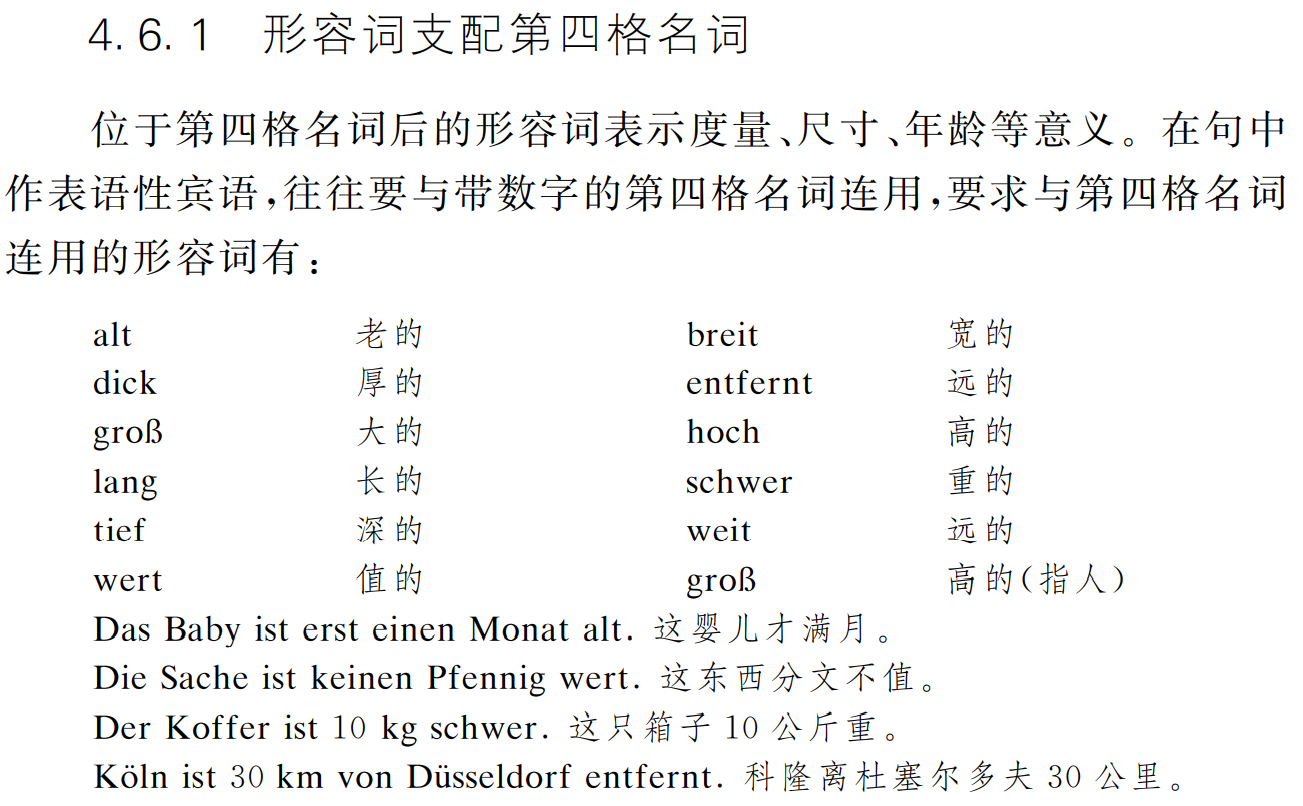 4.6.1 形容词支配第四格名词
位于第四格名词后的形容词表示度量、尺寸、年龄等意义。在句中
作表语性宾语,往往要与带数字的第四格名词连用,要求与第四格名词
连用的形容词有:
alt 老的 breit 宽的
dick 厚的 entfernt 远的
groß 大的 hoch 高的
lang 长的 schwer 重的
tief 深的 weit 远的
wert 值的 groß 高的(指人)
Das Baby ist erst einen Monat alt. 这婴儿才满月。
Die Sache ist keinen Pfennig wert. 这东西分文不值。
Der Koffer ist 10 kg schwer. 这只箱子 10 公斤重。
Köln ist 30 km von Düsseldorf entfernt. 科隆离杜塞尔多夫 30 公里。